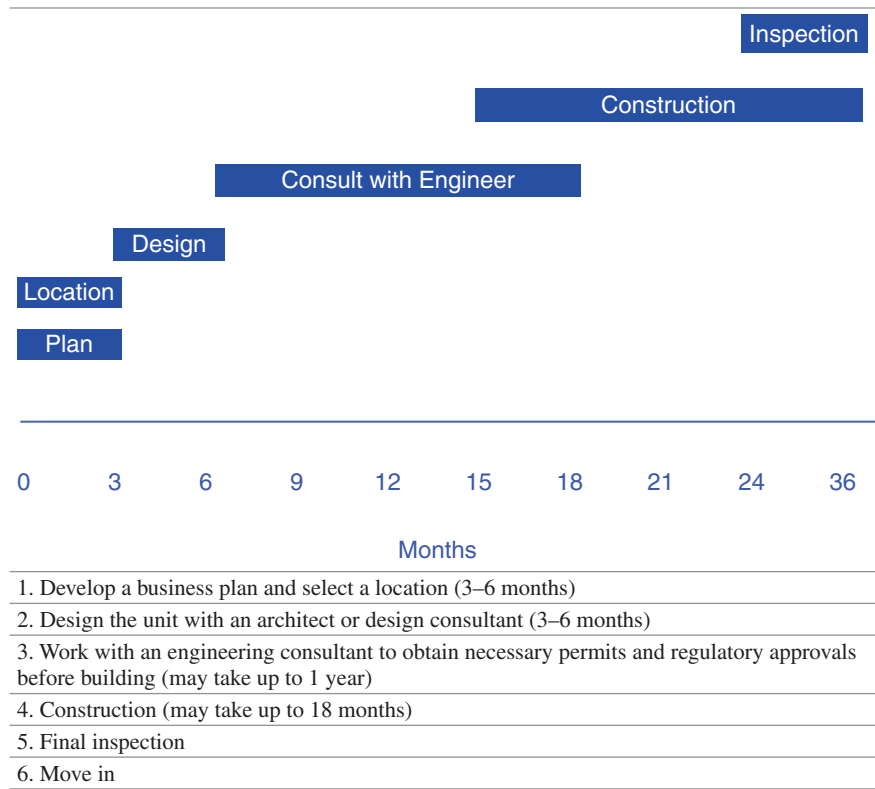 Inspection
Construction
Consult with Engineer
Design
Location
Plan
0 3 6 9 12 15 18 21 24 36
Months
1. Develop a business plan and select a location (3–6 months)
2. Design the unit with an architect or design consultant (3–6 months)
3. Work with an engineering consultant to obtain necessary permits and regulatory approvals
before building (may take up to 1 year)
4. Construction (may take up to 18 months)
5. Final inspection
6. Move in